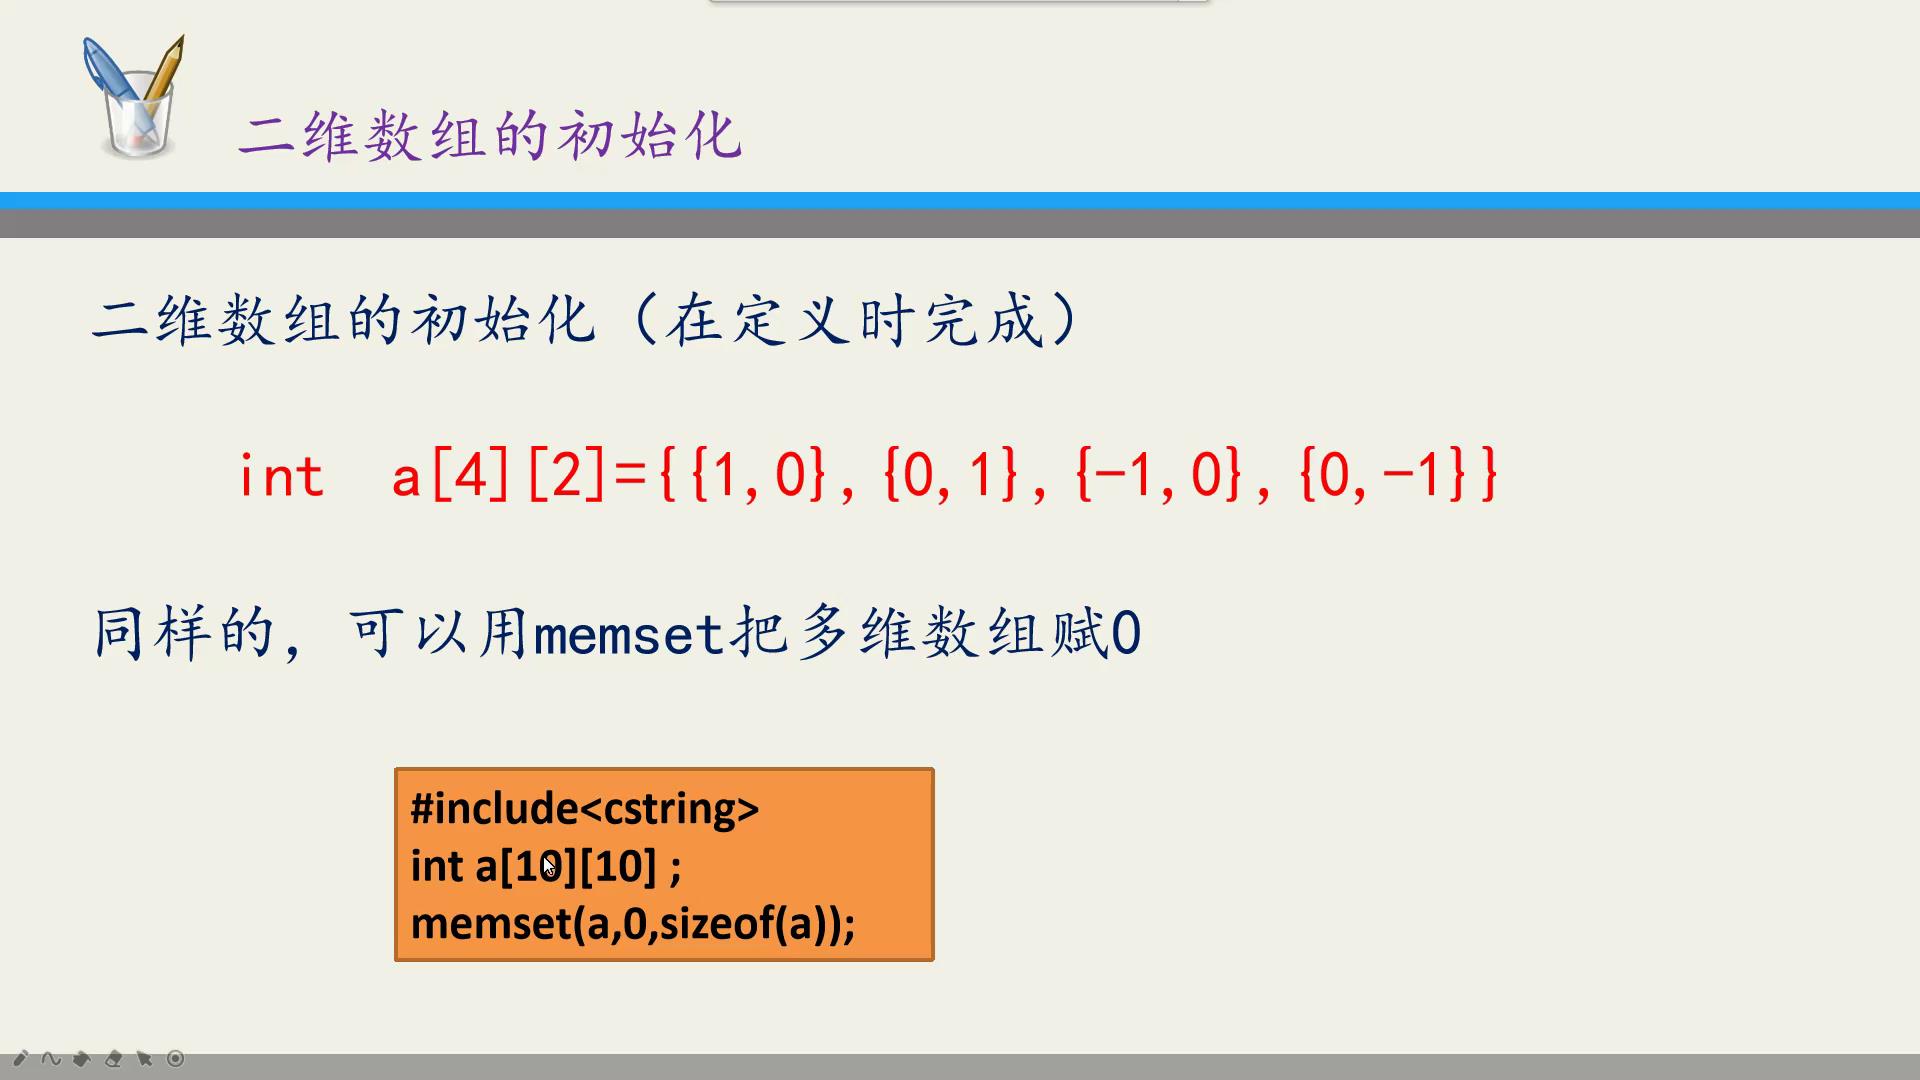 二维数组的初始化
二维数组的初始化（在定义时完成）
int  a[4][2]={{1,0},{0,1},{-1,0},{0,-1}}
同样的，可以用memset把多维数组赋0
#include<cstring>
int a[10][10] ;
memset(a,0,sizeof(a));